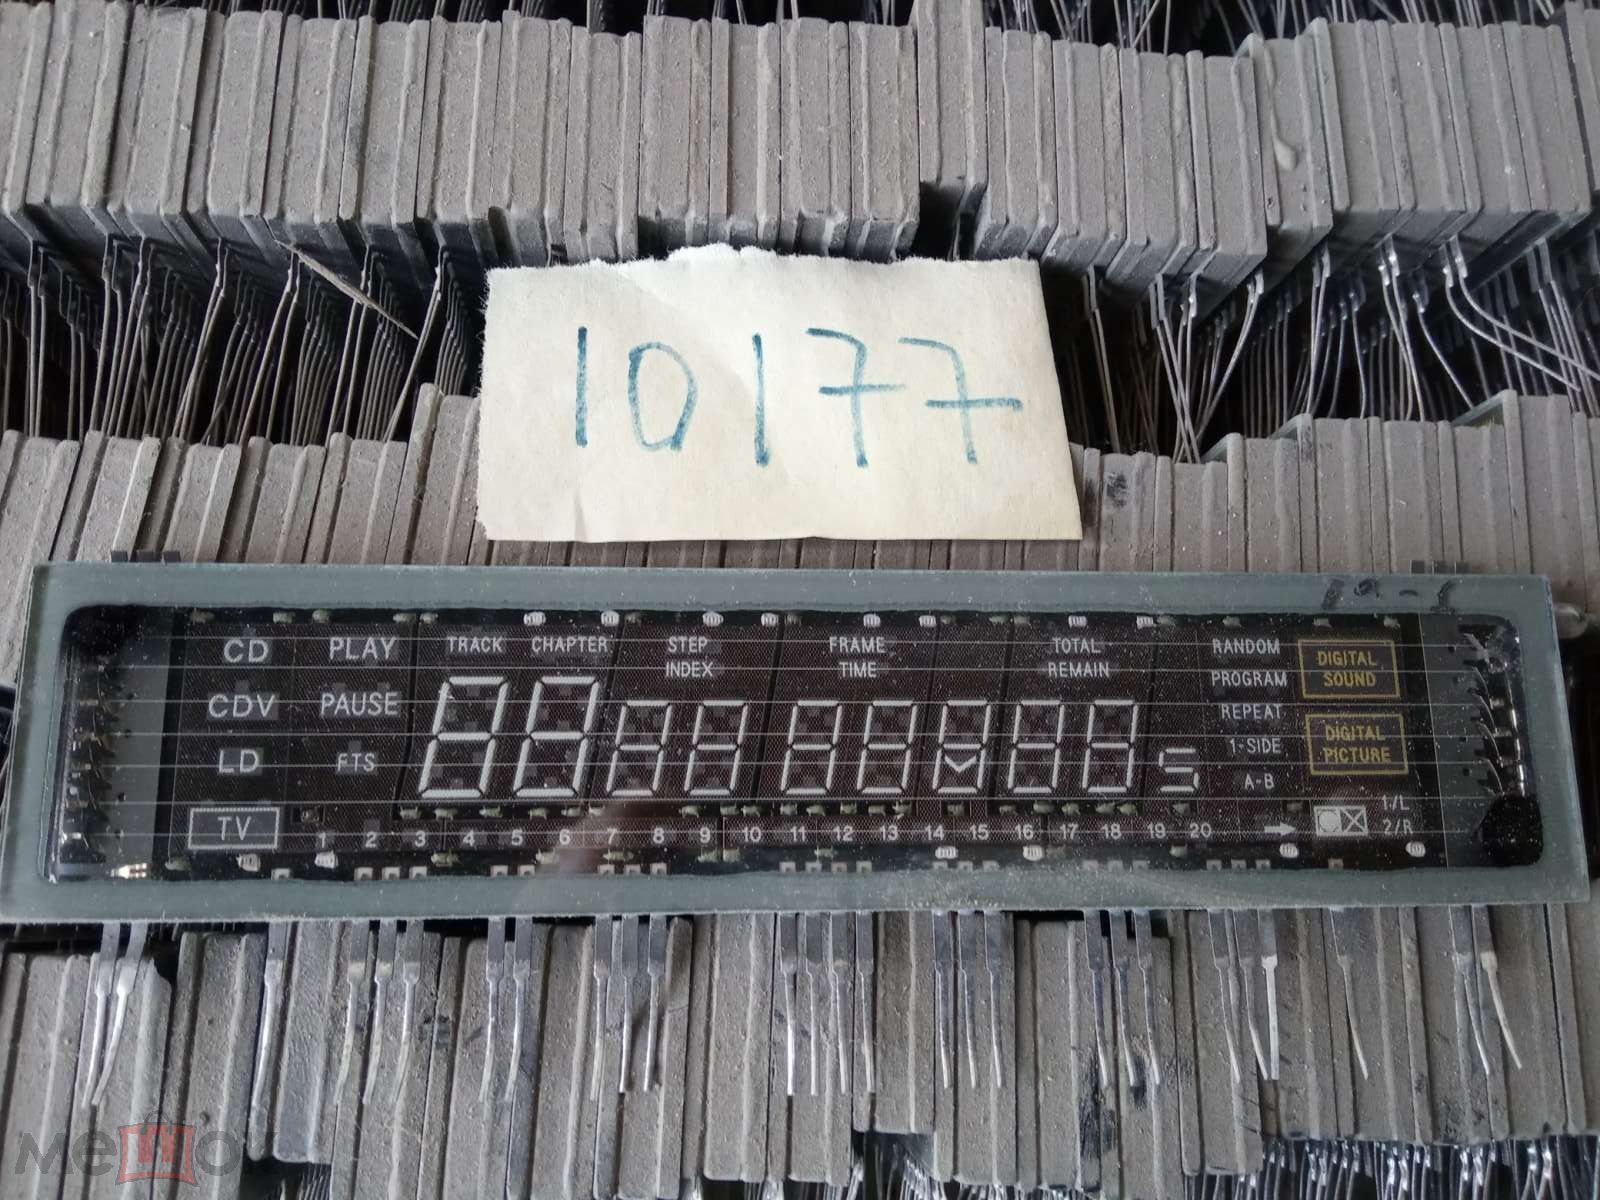 10177
CD PLAY TRACK CHAPTER STEP FRAME TOTAL RANDOM DIGITAL
INDEX TIME REMAIN PROGRAM SOUND
CDV PAUSE REPEAT DIGITAL
LD FTS 1-SIDE PICTURE
A-B
TV 1 2 3 4 5 6 7 8 9 10 11 12 13 14 15 16 17 18 19 20 1/L
2/R
мешок